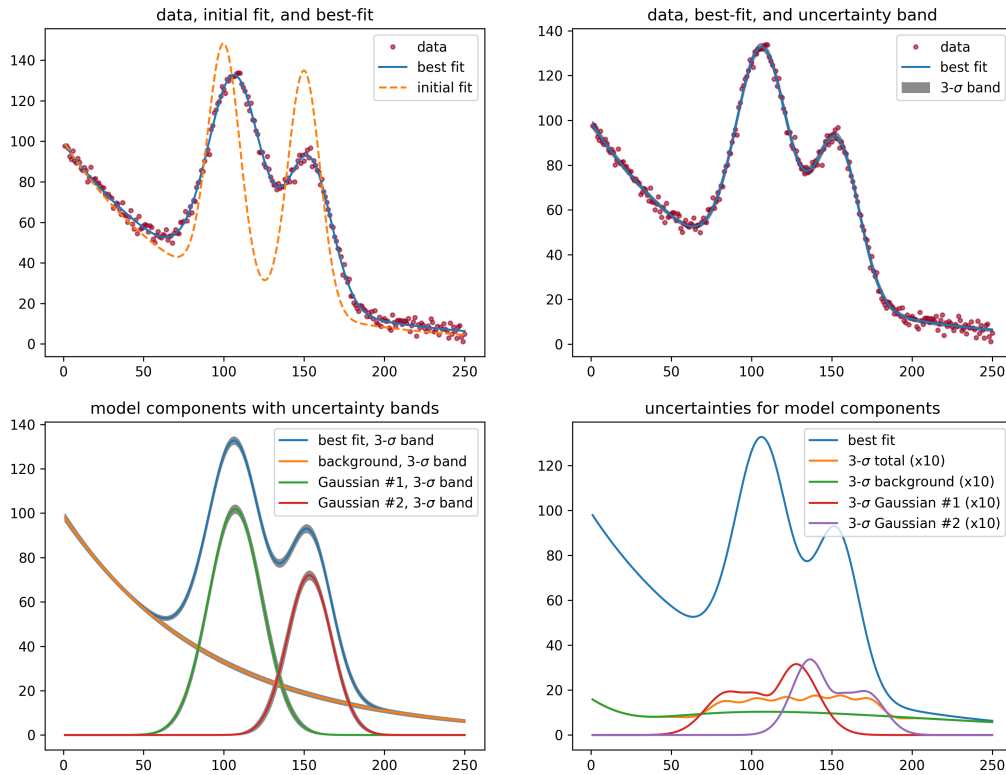 data, initial fit, and best-fit
data
best fit
initial fit
140
120
100
80
60
40
20
0
0 50 100 150 200 250
data, best-fit, and uncertainty band
data
best fit
3-σ band
140
120
100
80
60
40
20
0
0 50 100 150 200 250
model components with uncertainty bands
best fit, 3-σ band
background, 3-σ band
Gaussian #1, 3-σ band
Gaussian #2, 3-σ band
140
120
100
80
60
40
20
0
0 50 100 150 200 250
uncertainties for model components
best fit
3-σ total (x10)
3-σ background (x10)
3-σ Gaussian #1 (x10)
3-σ Gaussian #2 (x10)
120
100
80
60
40
20
0
0 50 100 150 200 250